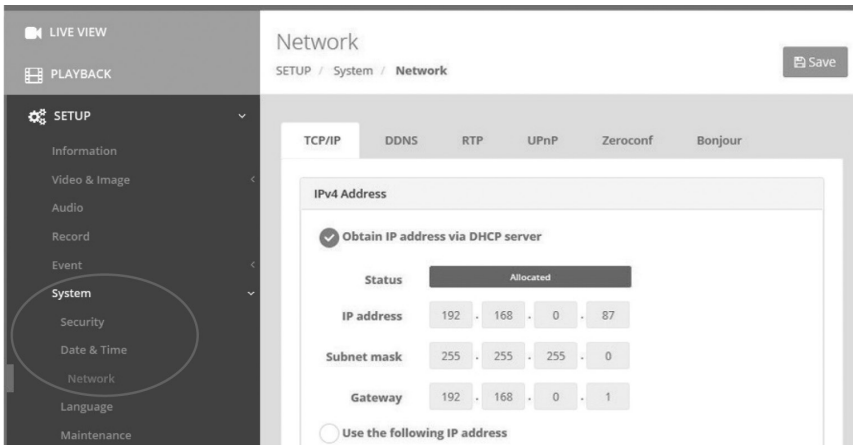 LIVE VIEW
PLAYBACK
SETUP
Information
Video & Image
Audio
Record
Event
System
Security
Date & Time
Network
Language
Maintenance
Network
SETUP / System / Network
Save
TCP/IP DDNS RTP UPnP Zeroconf Bonjour
IPv4 Address
Obtain IP address via DHCP server
Status Allocated
IP address 192 . 168 . 0 . 87
Subnet mask 255 . 255 . 255 . 0
Gateway 192 . 168 . 0 . 1
Use the following IP address